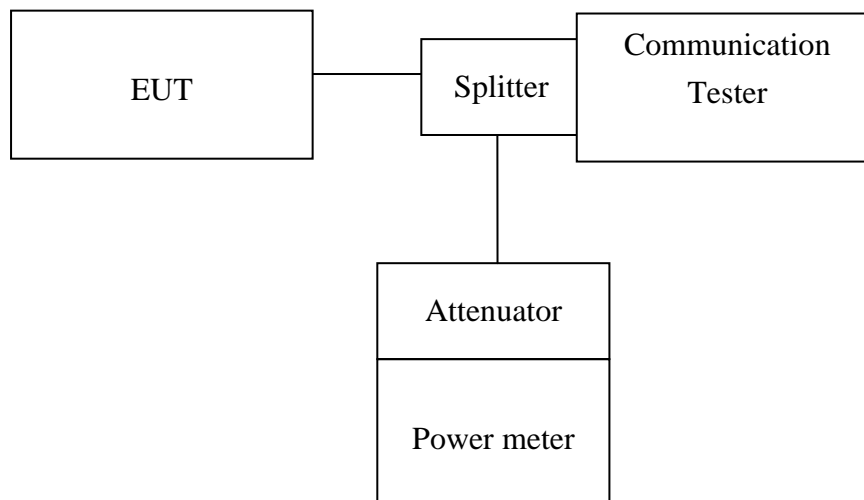 EUT
Splitter
Communication
Tester
Attenuator
Power meter